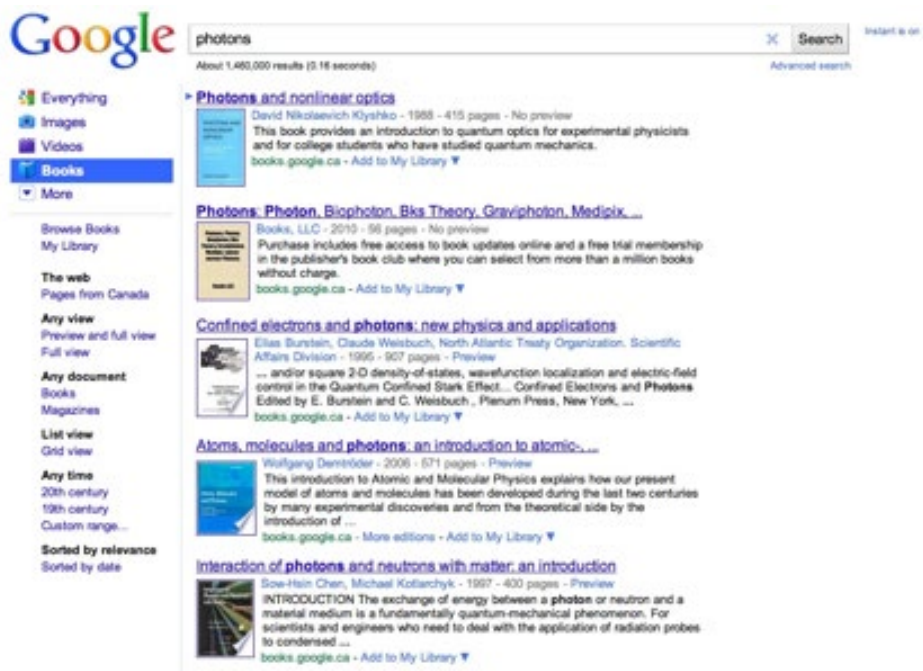 Google
photons
Search
Instant is on
About 1,460,000 results (0.16 seconds)
Advanced search
Everything
Images
Videos
Books
More
Browse Books
My Library
The web
Pages from Canada
Any view
Preview and full view
Full view
Any document
Books
Magazines
List view
Grid view
Any time
20th century
19th century
Custom range...
Sorted by relevance
Sorted by date
Photons and nonlinear optics
David Nikolaevich Klyshko - 1988 - 415 pages - No preview
This book provides an introduction to quantum optics for experimental physicists
and for college students who have studied quantum mechanics.
books.google.ca - Add to My Library ▼
Photons: Photon, Biophoton, Bks Theory, Graviphoton, Medipix, ...
Books, LLC - 2010 - 56 pages - No preview
Purchase includes free access to book updates online and a free trial membership
in the publisher's book club where you can select from more than a million books
without charge.
books.google.ca - Add to My Library ▼
Confined electrons and photons: new physics and applications
Elias Burstein, Claude Weisbuch, North Atlantic Treaty Organization. Scientific
Affairs Division - 1995 - 907 pages - Preview
... and/or square 2-D density-of-states, wavefunction localization and electric-field
control in the Quantum Confined Stark Effect... Confined Electrons and Photons
Edited by E. Burstein and C. Weisbuch , Plenum Press, New York, ...
books.google.ca - Add to My Library ▼
Atoms, molecules and photons: an introduction to atomic-, ...
Wolfgang Demtröder - 2006 - 571 pages - Preview
This introduction to Atomic and Molecular Physics explains how our present
model of atoms and molecules has been developed during the last two centuries
by many experimental discoveries and from the theoretical side by the
introduction of ...
books.google.ca - More editions - Add to My Library ▼
Interaction of photons and neutrons with matter: an introduction
Sow-Hsin Chen, Michael Kotlarchyk - 1997 - 400 pages - Preview
INTRODUCTION The exchange of energy between a photon or neutron and a
material medium is a fundamentally quantum-mechanical phenomenon. For
scientists and engineers who need to deal with the application of radiation probes
to condensed ...
books.google.ca - Add to My Library ▼